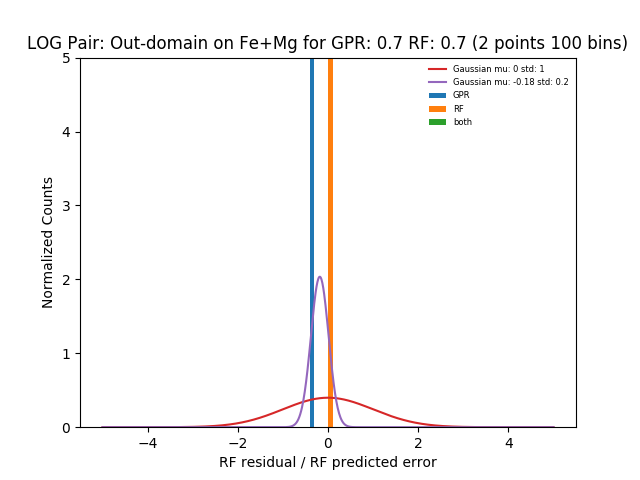 LOG Pair: Out-domain on Fe+Mg for GPR: 0.7 RF: 0.7 (2 points 100 bins)
Gaussian mu: 0 std: 1
Gaussian mu: -0.18 std: 0.2
GPR
RF
both
Normalized Counts
5
4
3
2
1
0
−4
−2
0
2
4
RF residual / RF predicted error